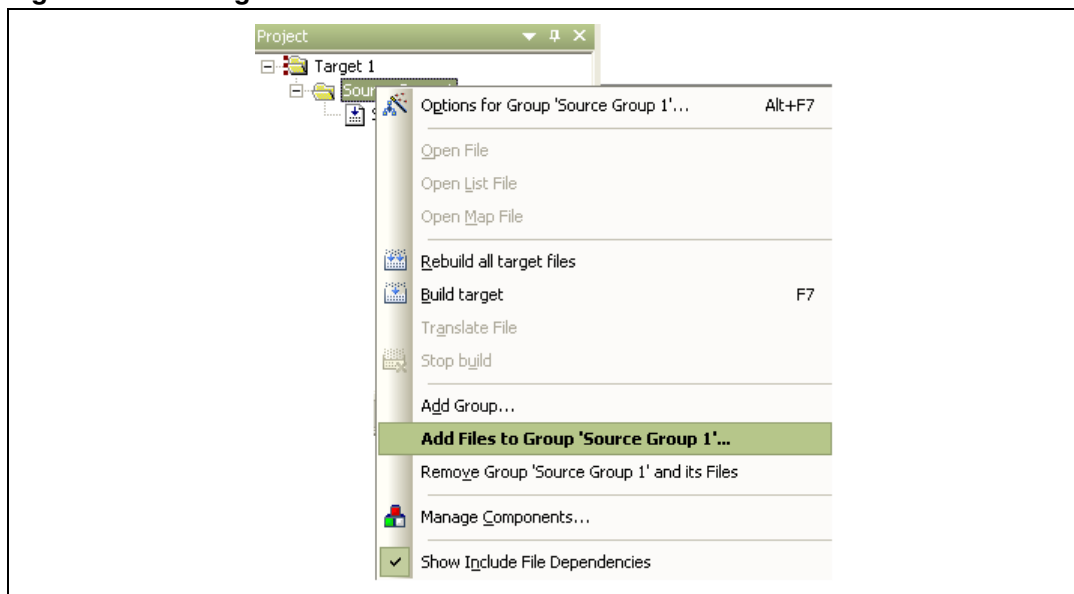 Project
Target 1
Options for Group 'Source Group 1'... Alt+F7
Open File
Open List File
Open Map File
Rebuild all target files
Build target F7
Translate File
Stop build
Add Group...
Add Files to Group 'Source Group 1'...
Remove Group 'Source Group 1' and its Files
Manage Components...
Show Include File Dependencies